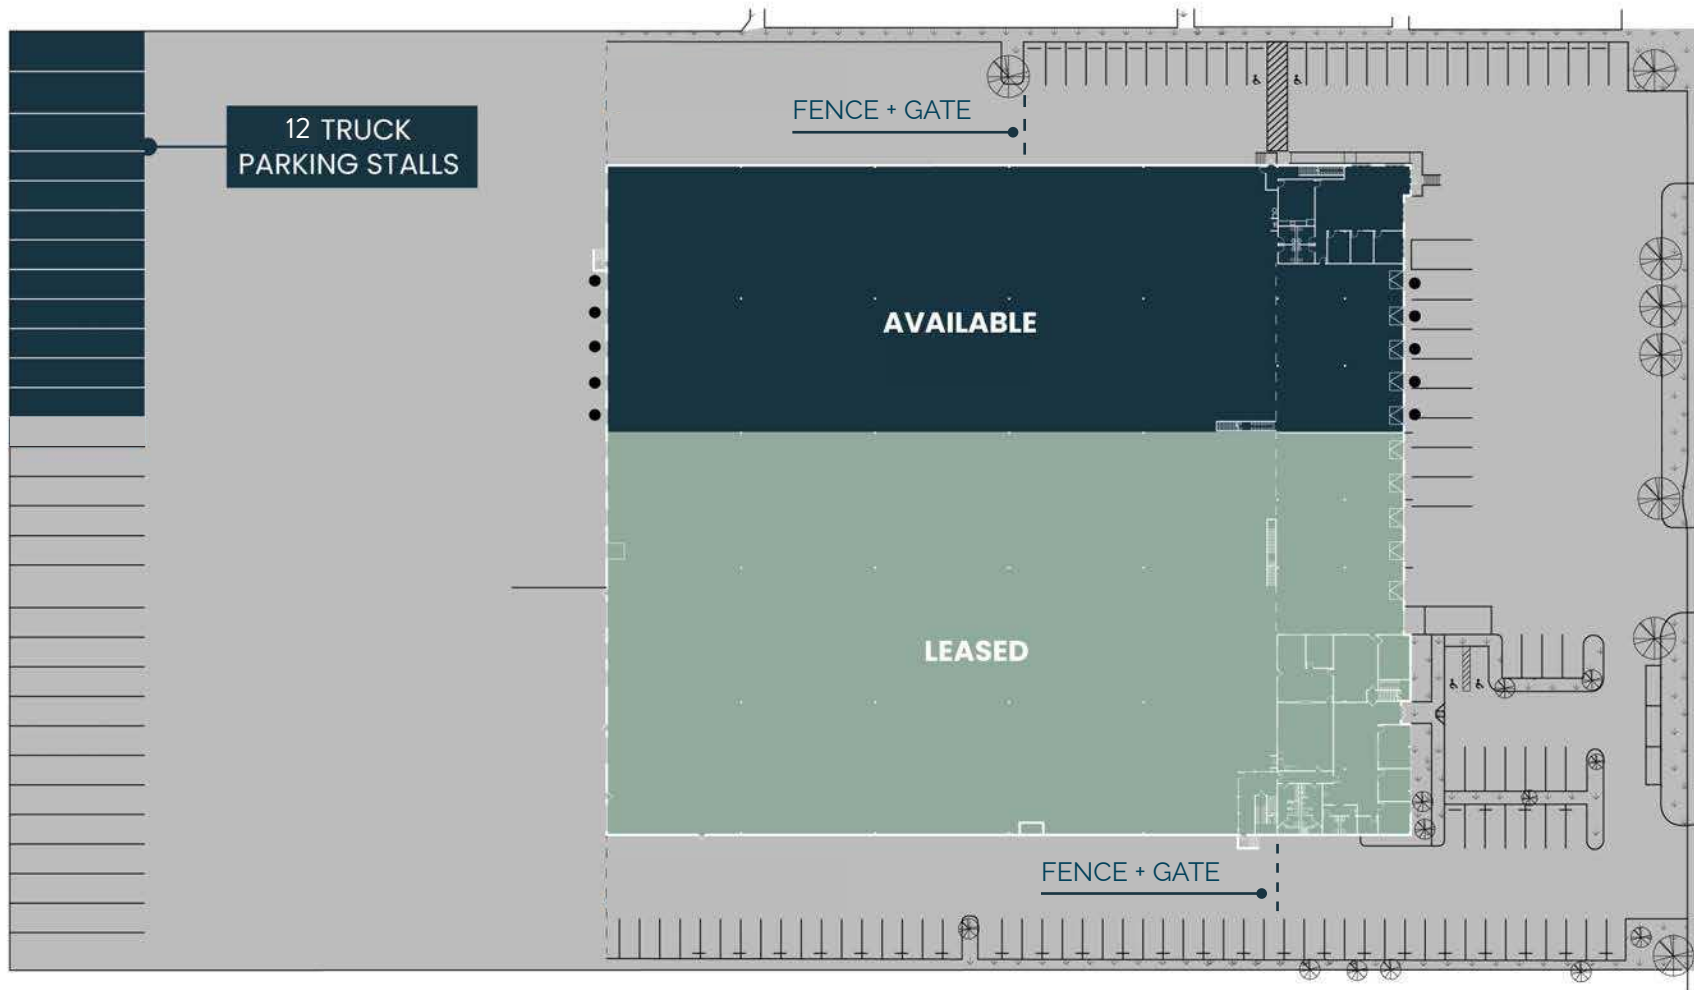 FENCE + GATE
12 TRUCK
PARKING STALLS
AVAILABLE
LEASED
FENCE + GATE